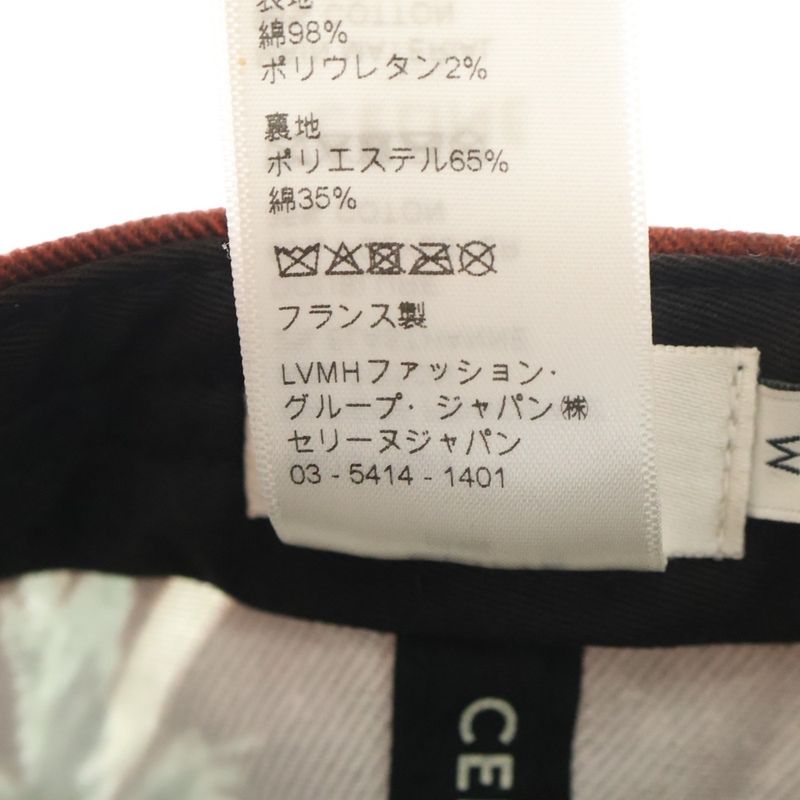 表地
綿98%
ポリウレタン2%
裏地
ポリエステル65%
綿35%
フランス製
LVMHファッション・
グループ・ジャパン㈱
セリーヌジャパン
03 - 5414 - 1401
W
CE